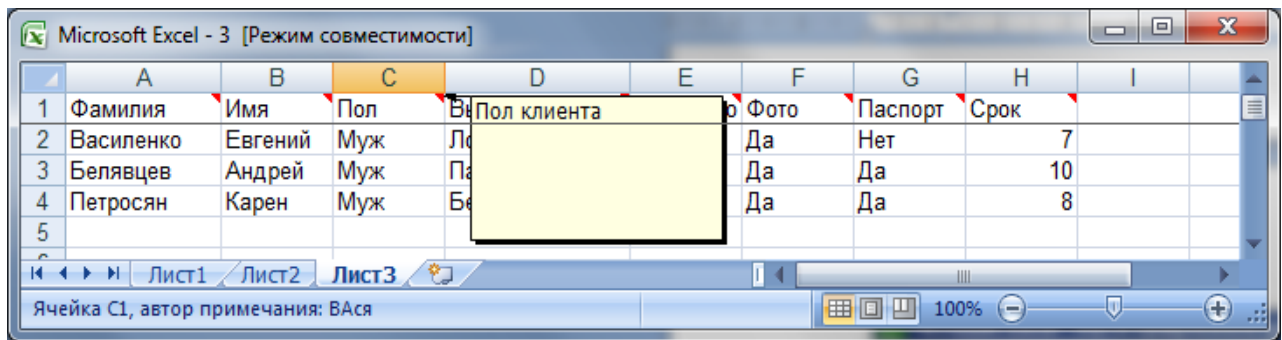 Microsoft Excel - 3 [Режим совместимости]
A B C D E F G H I
1 Фамилия Имя Пол Пол клиента Фото Паспорт Срок
2 Василенко Евгений Муж Да Нет 7
3 Белявцев Андрей Муж Да Да 10
4 Петросян Карен Муж Да Да 8
5
Лист1 Лист2 Лист3
Ячейка C1, автор примечания: ВАся 100%